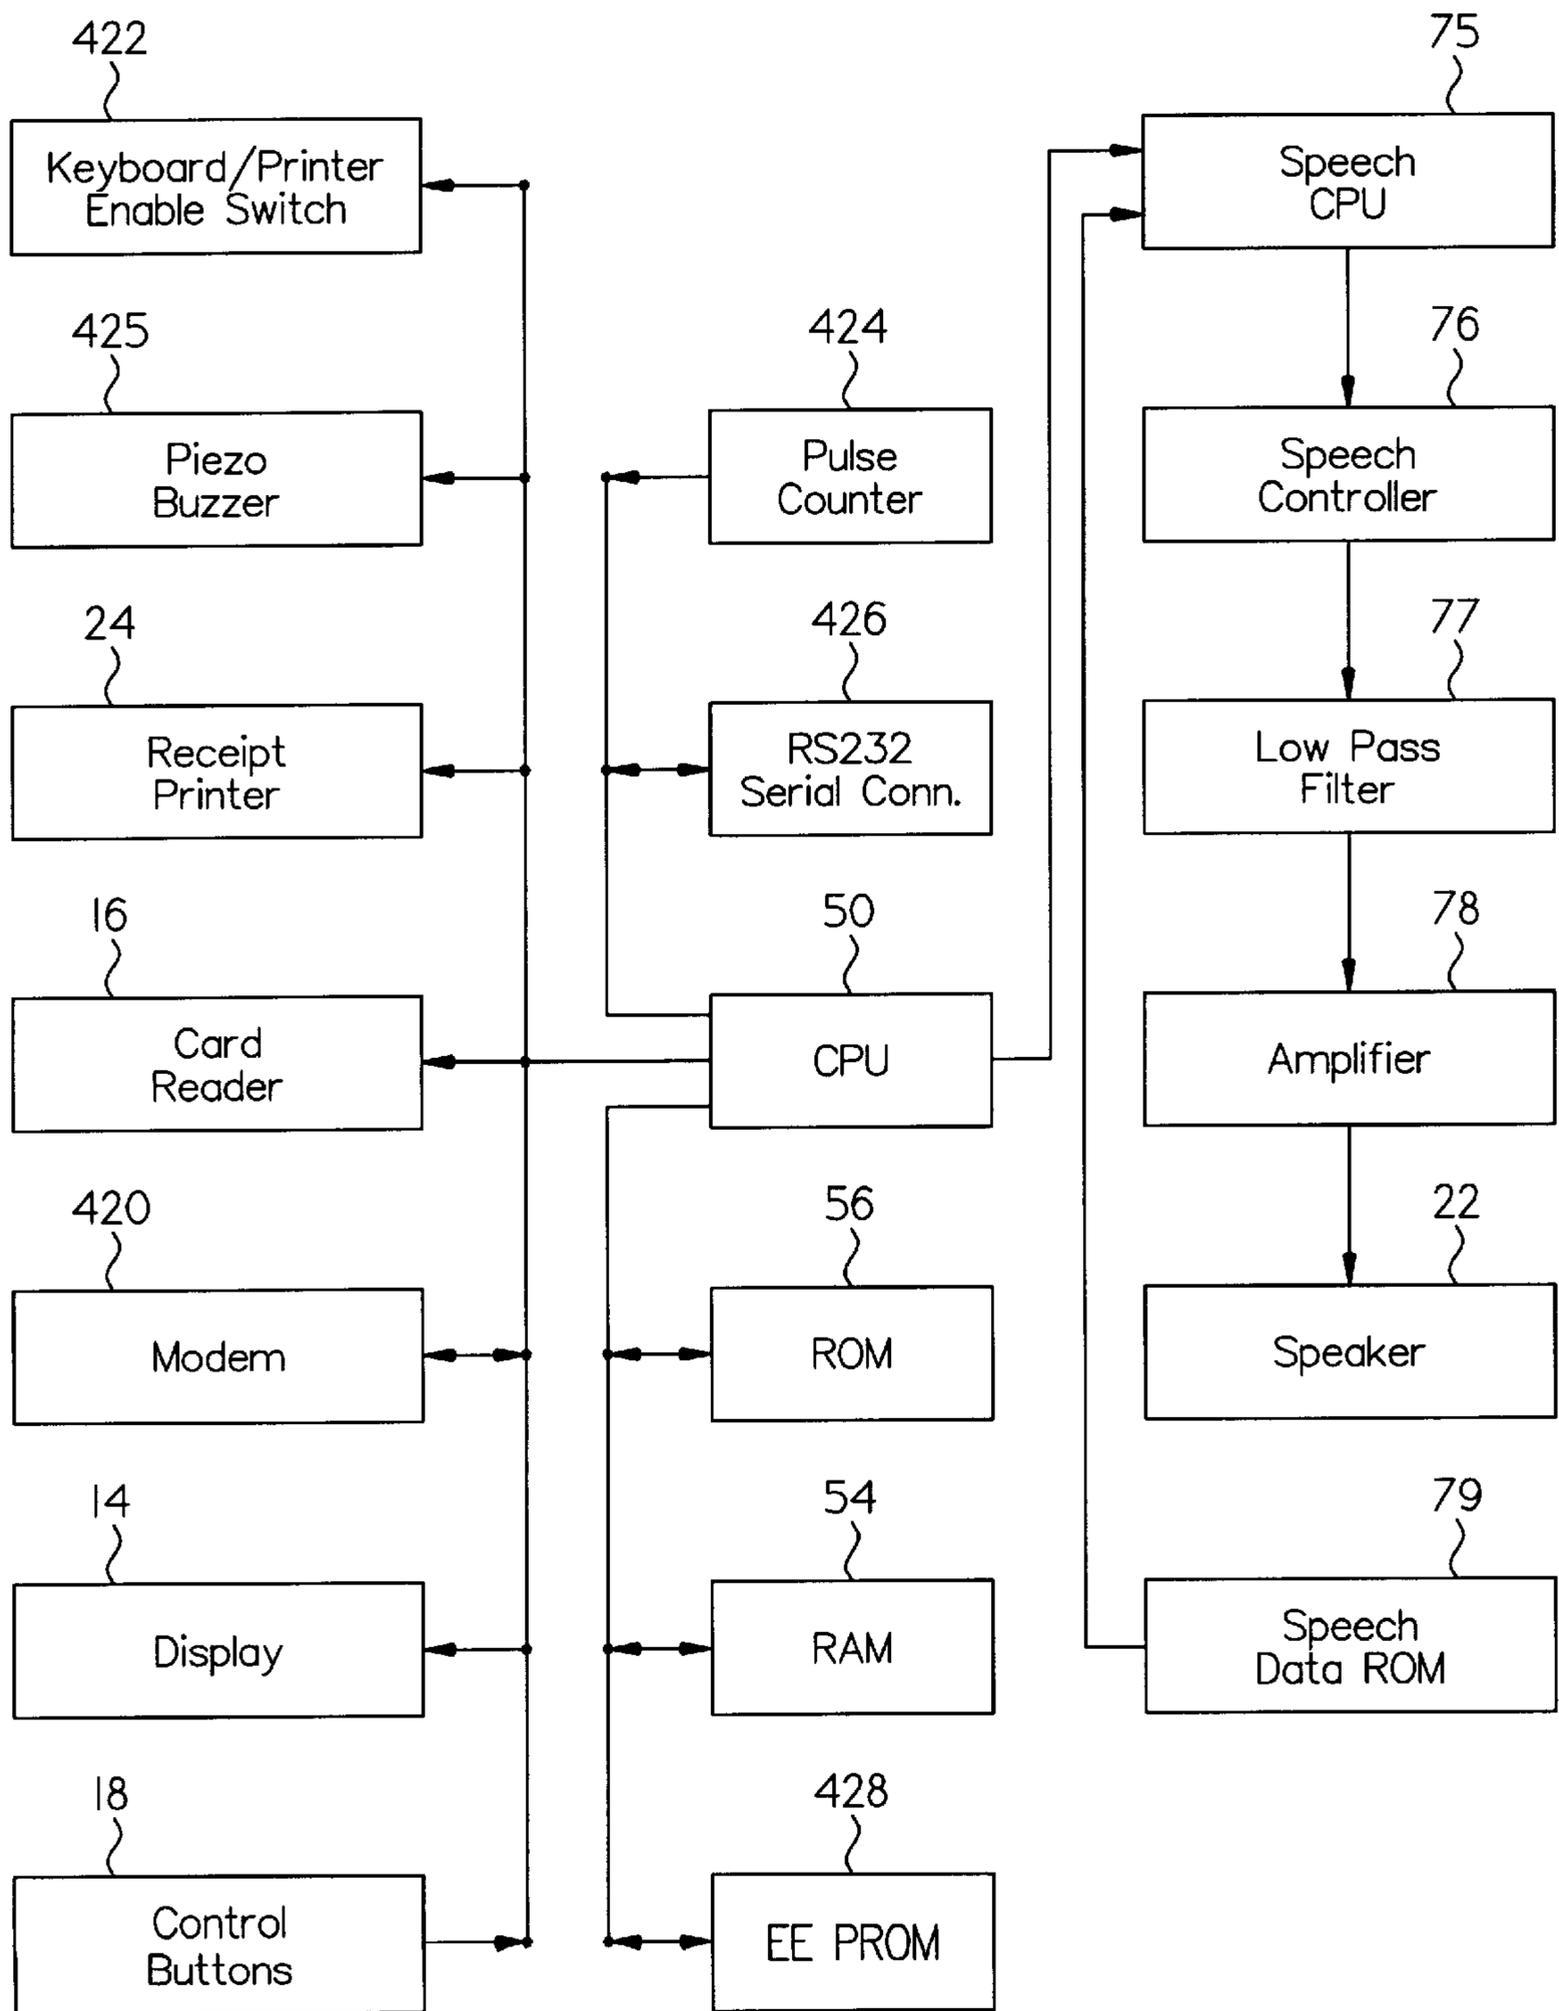 422
Keyboard/Printer
Enable Switch
425
Piezo
Buzzer
24
Receipt
Printer
16
Card
Reader
420
Modem
14
Display
18
Control
Buttons
424
Pulse
Counter
426
RS232
Serial Conn.
50
CPU
56
ROM
54
RAM
428
EE PROM
75
Speech
CPU
76
Speech
Controller
77
Low Pass
Filter
78
Amplifier
22
Speaker
79
Speech
Data ROM